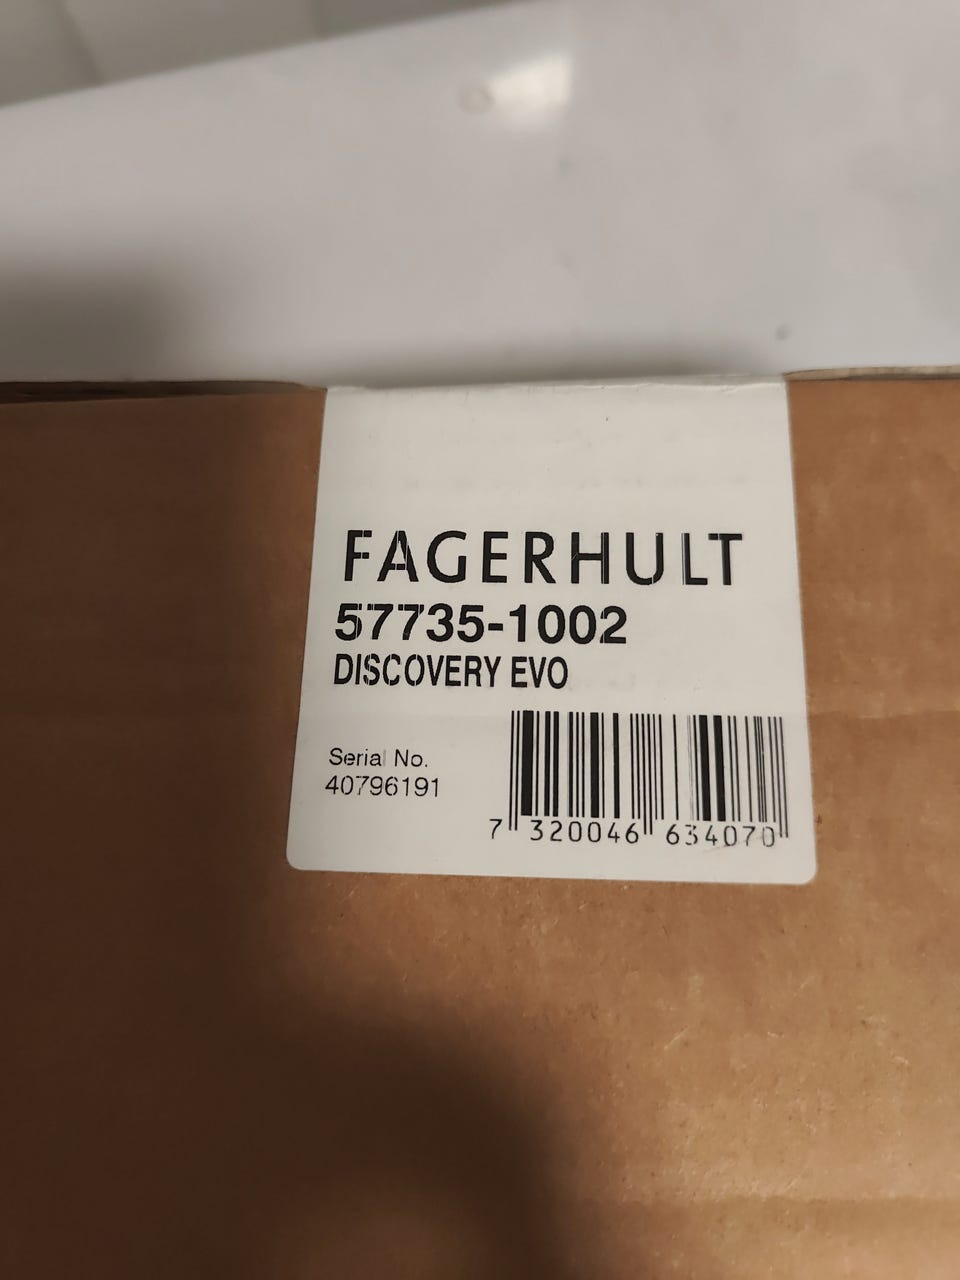 FAGERHULT
57735-1002
DISCOVERY EVO
Serial No.
40796191
7 320046 634070